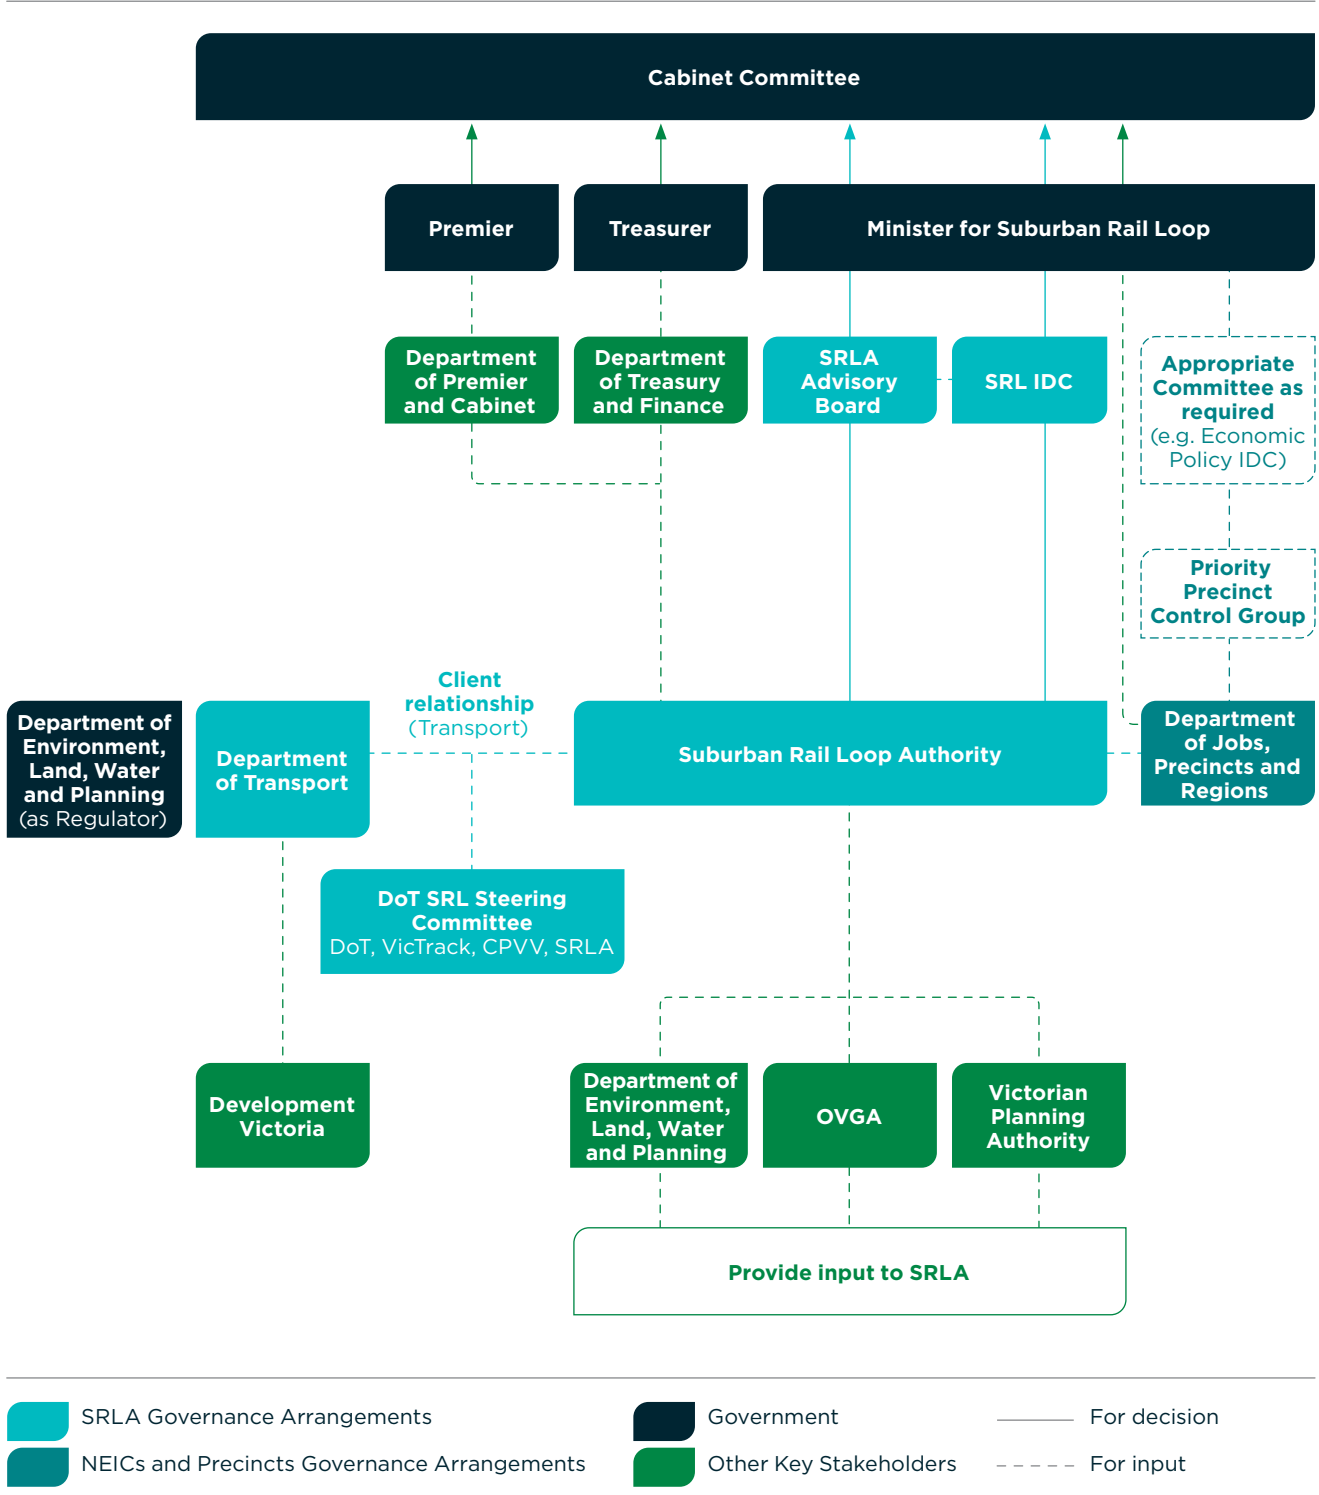 Cabinet Committee
Premier
Treasurer
Minister for Suburban Rail Loop
Department
of Premier
and Cabinet
Department
of Treasury
and Finance
SRLA
Advisory
Board
SRL IDC
Appropriate
Committee as
required
(e.g. Economic
Policy IDC)
Priority
Precinct
Control Group
Client
relationship
(Transport)
Department of
Environment,
Land, Water
and Planning
(as Regulator)
Department
of Transport
Suburban Rail Loop Authority
Department
of Jobs,
Precincts and
Regions
DoT SRL Steering
Committee
DoT, VicTrack, CPVV, SRLA
Development
Victoria
Department of
Environment,
Land, Water
and Planning
OVGA
Victorian
Planning
Authority
Provide input to SRLA
SRLA Governance Arrangements
Government
For decision
NEICs and Precincts Governance Arrangements
Other Key Stakeholders
For input